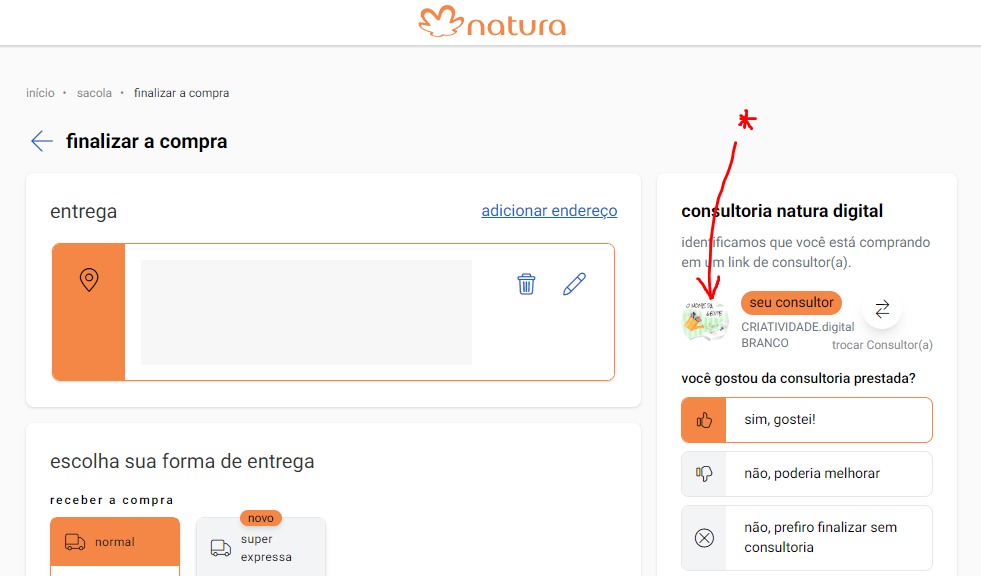 natura
início • sacola • finalizar a compra
finalizar a compra
entrega
adicionar endereço
escolha sua forma de entrega
receber a compra
normal
novo
super
expressa
*
consultoria natura digital
identificamos que você está comprando
em um link de consultor(a).
seu consultor
CRIATIVIDADE.digital
BRANCO
trocar Consultor(a)
você gostou da consultoria prestada?
sim, gostei!
não, poderia melhorar
não, prefiro finalizar sem
consultoria